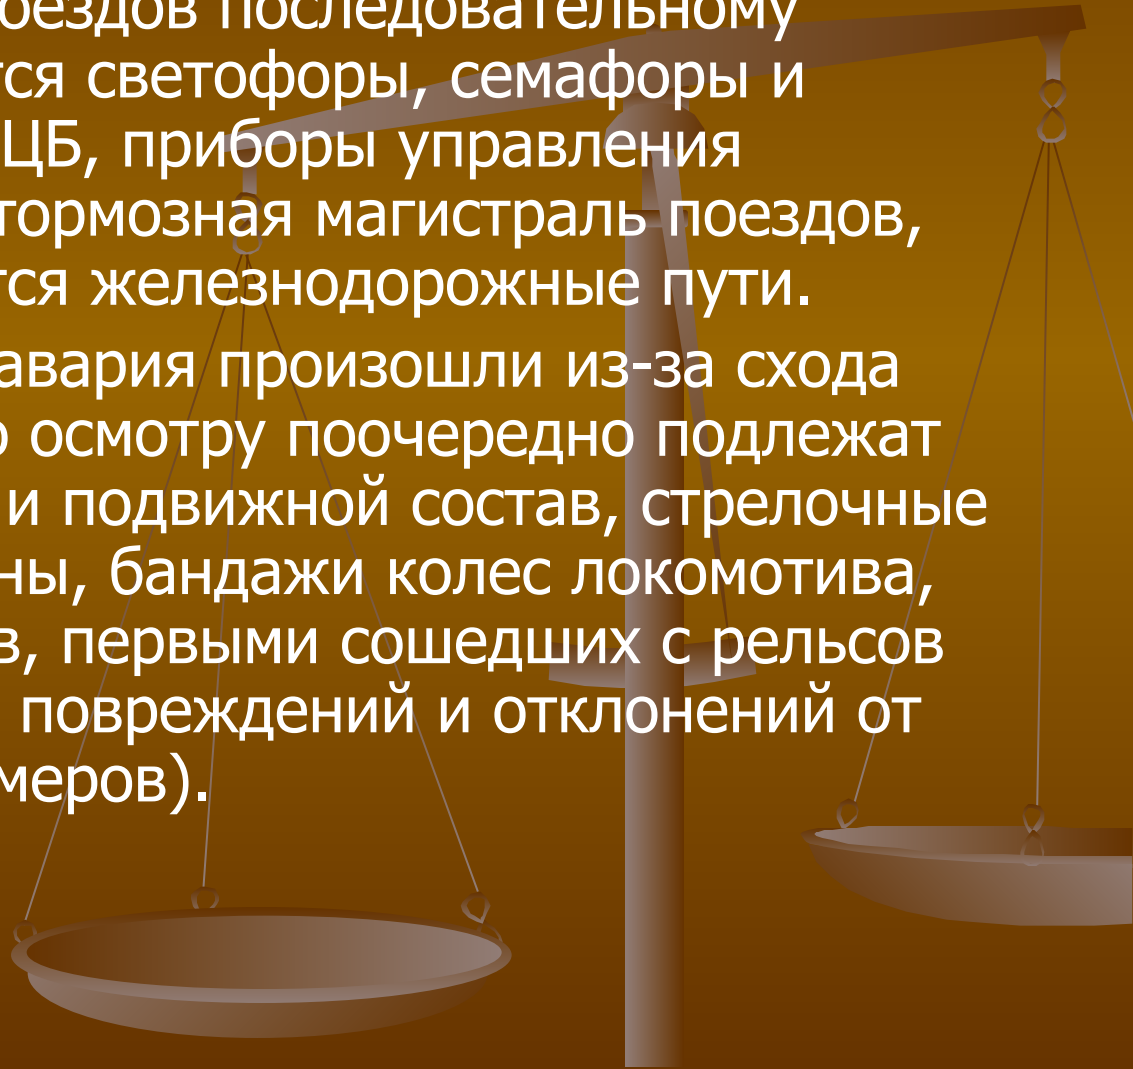 оездов последовательному
тся светофоры, семафоры и
ЦБ, приборы управления
тормозная магистраль поездов,
тся железнодорожные пути.
авария произошли из-за схода
о осмотру поочередно подлежат
и подвижной состав, стрелочные
ны, бандажи колес локомотива,
в, первыми сошедших с рельсов
повреждений и отклонений от
меров).